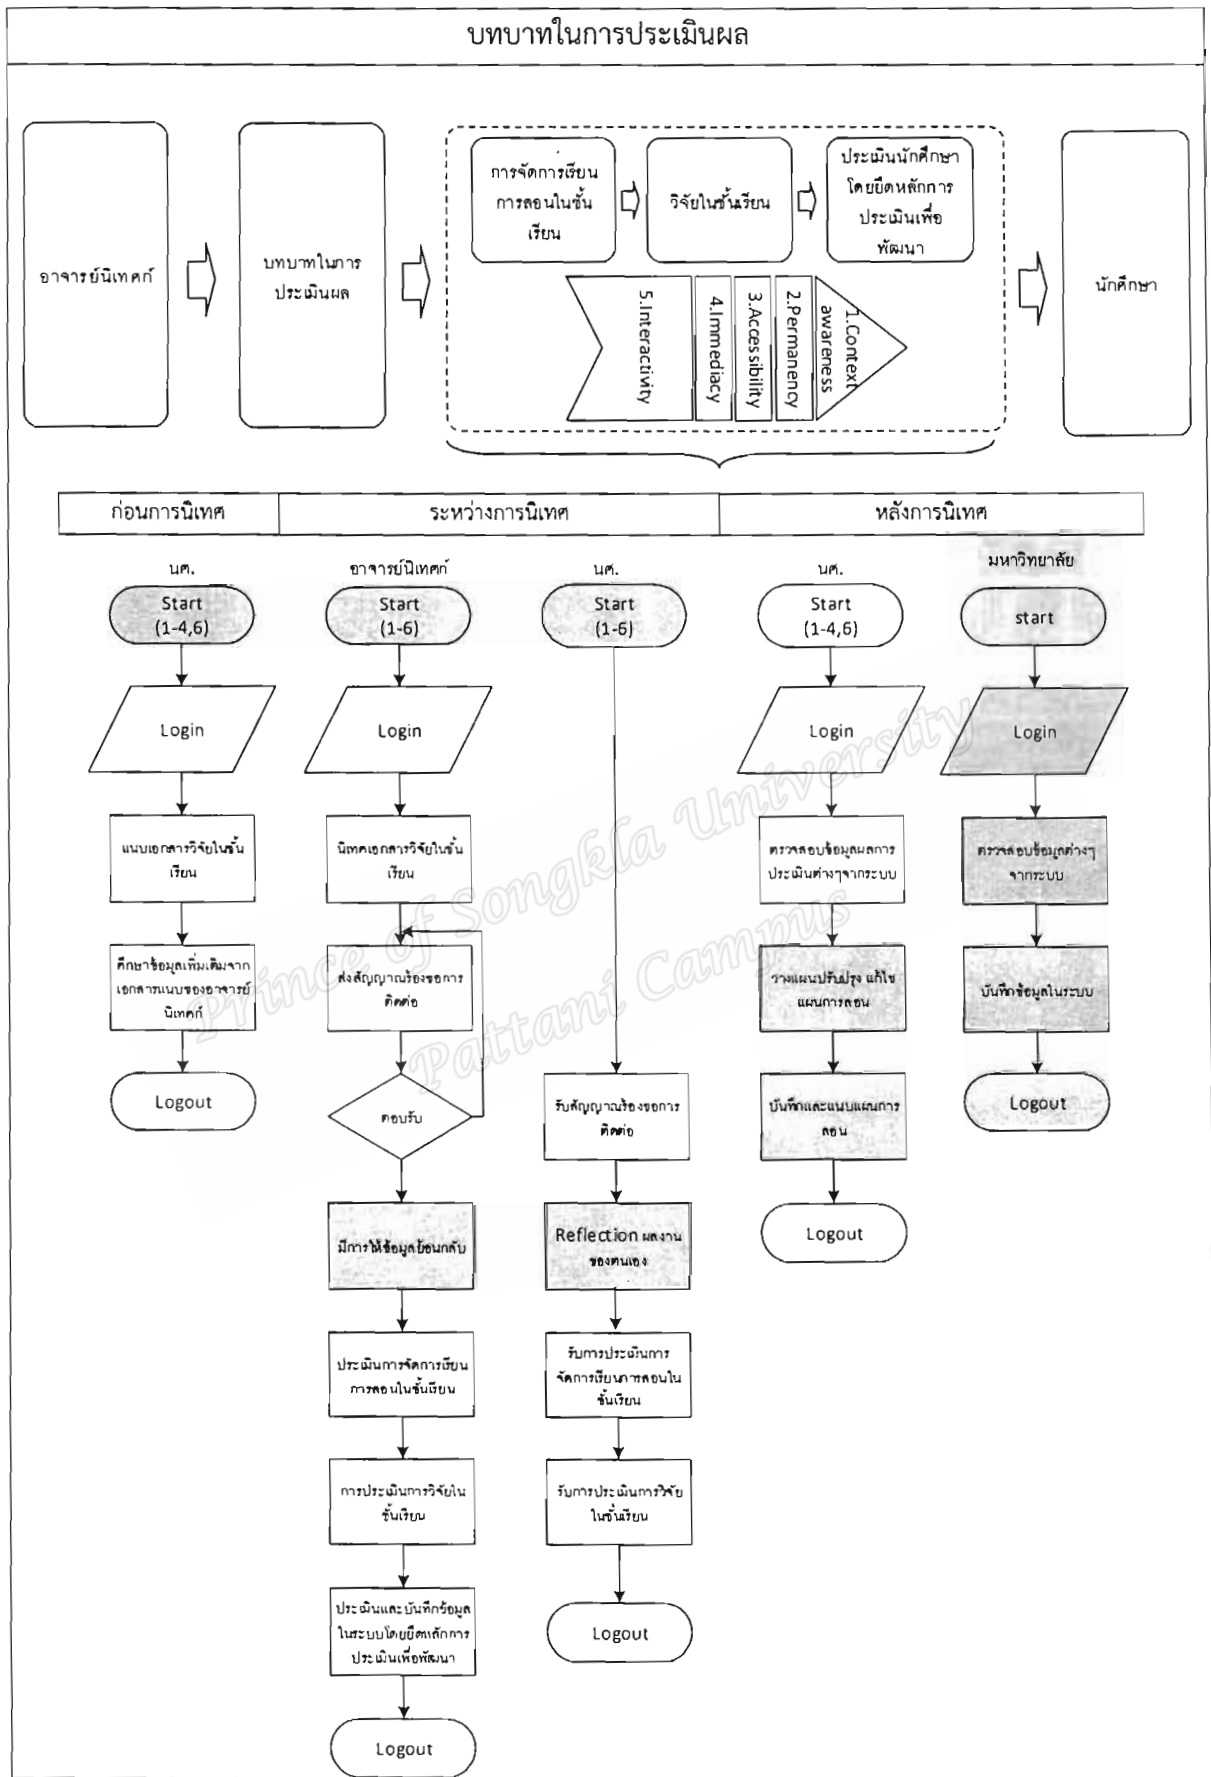 บทบาทในการประเมินผล
อาจารย์นิเทศก์
บทบาทในการ
ประเมินผล
การจัดการเรียน
การสอนในชั้น
เรียน
วิจัยในชั้นเรียน
ประเมินนักศึกษา
โดยยึดหลักการ
ประเมินเพื่อ
พัฒนา
5.Interactivity
4.Immediacy
3.Accessibility
2.Permanency
1.Context
awareness
นักศึกษา
ก่อนการนิเทศ
ระหว่างการนิเทศ
หลังการนิเทศ
นศ.
Start
(1-4,6)
Login
แนบเอกสารวิจัยในชั้น
เรียน
ศึกษาข้อมูลเพิ่มเติมจาก
เอกสารแนบของอาจารย์
นิเทศก์
Logout
อาจารย์นิเทศก์
Start
(1-6)
Login
นิเทศเอกสารวิจัยในชั้น
เรียน
ส่งสัญญาณร้องขอการ
ติดต่อ
ตอบรับ
มีการให้ข้อมูลย้อนกลับ
ประเมินการจัดการเรียน
การสอนในชั้นเรียน
การประเมินการวิจัยใน
ชั้นเรียน
ประเมินและบันทึกข้อมูล
ในระบบโดยยึดหลักการ
ประเมินเพื่อพัฒนา
Logout
นศ.
Start
(1-6)
รับสัญญาณร้องขอการ
ติดต่อ
Reflection ผลงาน
ของตนเอง
รับการประเมินการ
จัดการเรียนการสอนใน
ชั้นเรียน
รับการประเมินการวิจัย
ในชั้นเรียน
Logout
นศ.
Start
(1-4,6)
Login
ตรวจสอบข้อมูลผลการ
ประเมินต่างๆจากระบบ
วางแผนปรับปรุง แก้ไข
แผนการสอน
บันทึกและแนบแผนการ
สอน
Logout
มหาวิทยาลัย
start
Login
ตรวจสอบข้อมูลต่างๆ
จากระบบ
บันทึกข้อมูลในระบบ
Logout
Prince of Songkla University
Pattani Campus